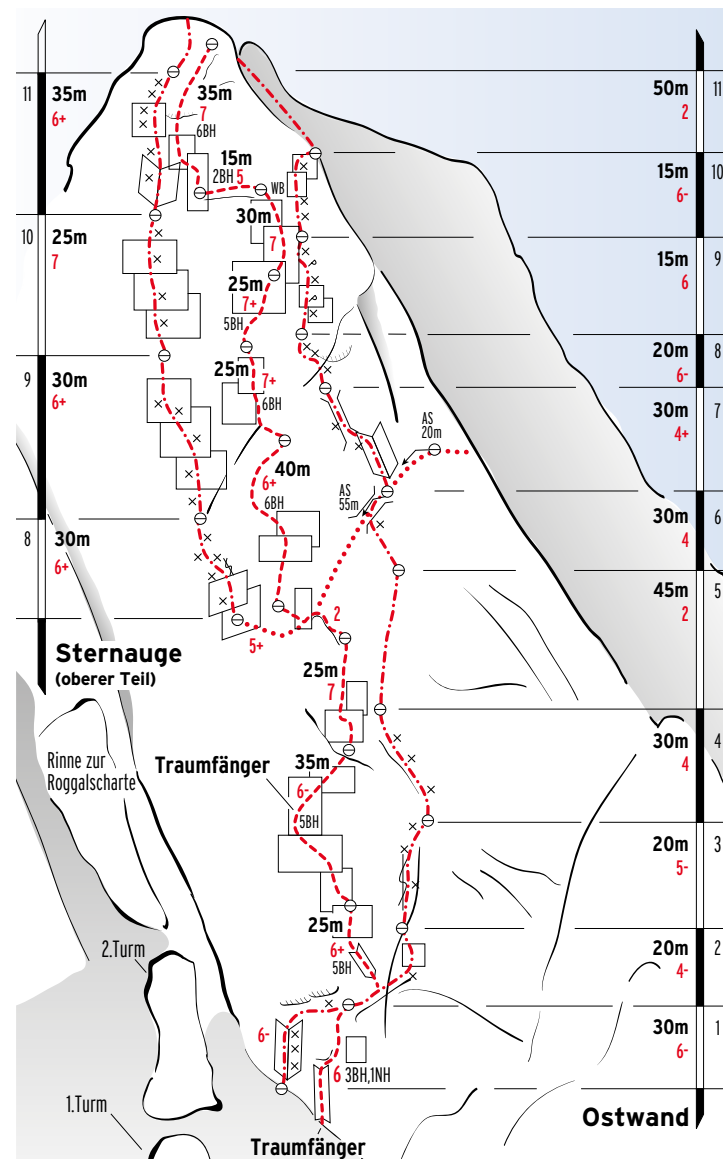 11
35m
6+
10
25m
7
9
30m
6+
8
30m
6+
Sternauge
(oberer Teil)
Rinne zur
Roggalscharte
2.Turm
1.Turm
35m
7
6BH
15m
2BH 5
WB
30m
7
25m
7+
5BH
25m
7+
6BH
40m
6+
6BH
AS
20m
AS
55m
5+
2
25m
7
Traumfänger
35m
6-
5BH
25m
6+
5BH
6-
6 3BH,1NH
Traumfänger
50m
2
11
15m
6-
10
15m
6
9
20m
6-
8
30m
4+
7
30m
4
6
45m
2
5
30m
4
4
20m
5-
3
20m
4-
2
30m
6-
1
Ostwand